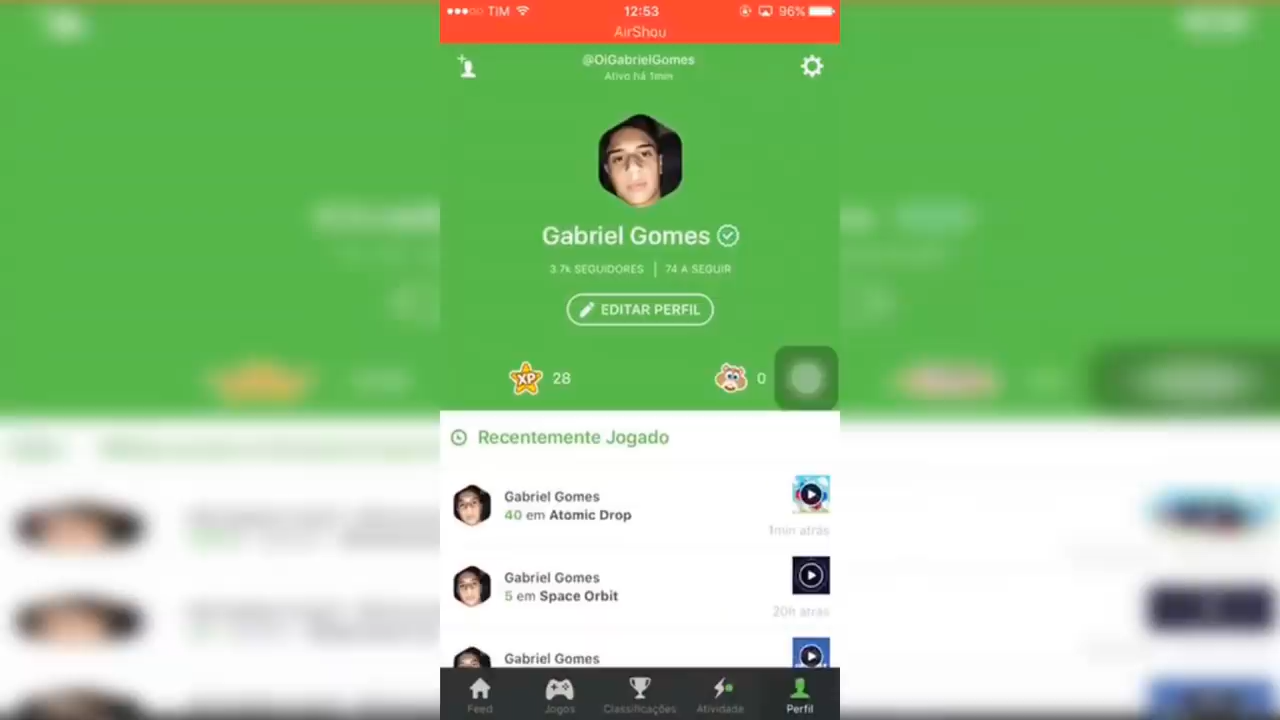 TIM 12:53 96%
AirShou
@OiGabrielGomes
Ativo há 1min
Gabriel Gomes
3.7k SEGUIDORES | 74 A SEGUIR
EDITAR PERFIL
XP 28 0
Recentemente Jogado
Gabriel Gomes
40 em Atomic Drop
1min atrás
Gabriel Gomes
5 em Space Orbit
20h atrás
Gabriel Gomes
Feed Jogos Classificações Atividade Perfil